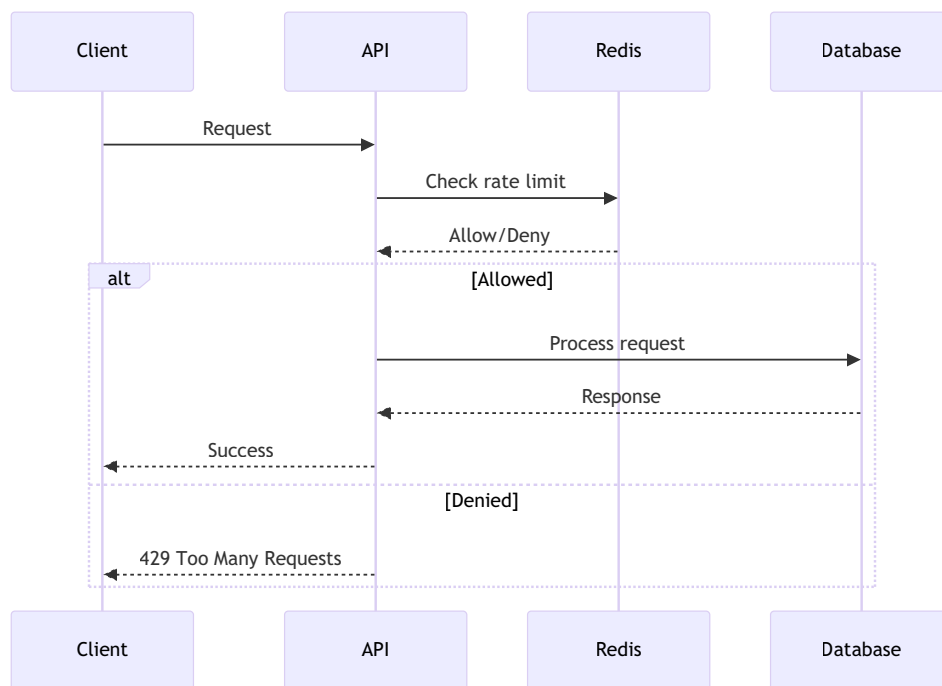 Client API Redis Database
Request
Check rate limit
Allow/Deny
alt [Allowed]
Process request
Response
Success
[Denied]
429 Too Many Requests
Client API Redis Database